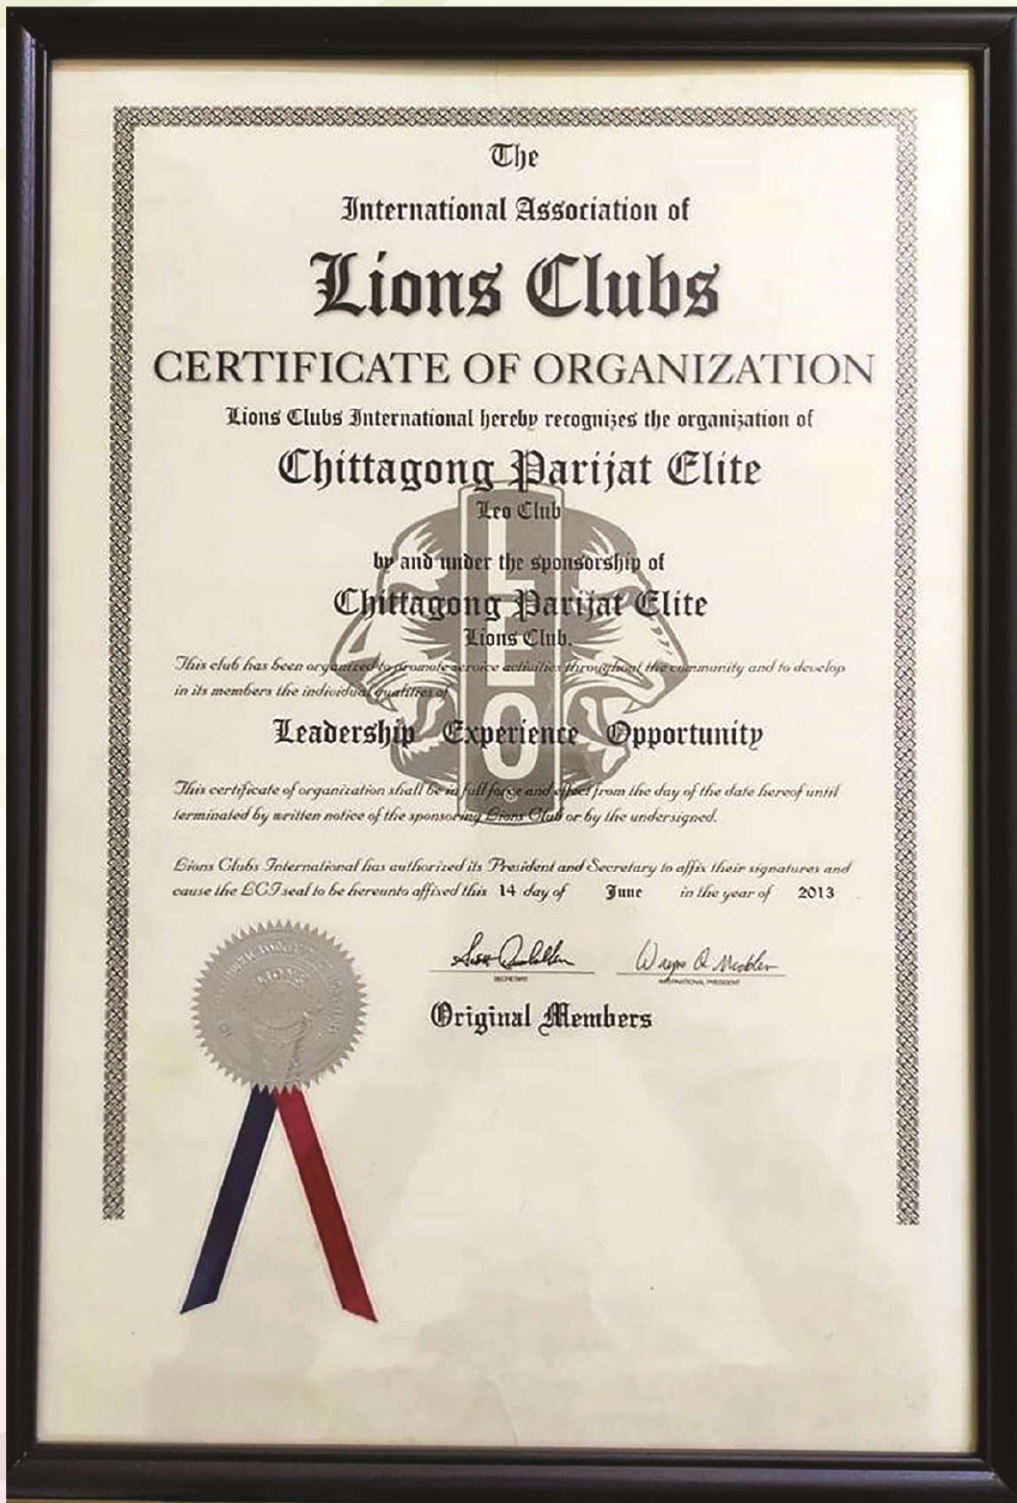 The
International Association of
Lions Clubs
CERTIFICATE OF ORGANIZATION
Lions Clubs International hereby recognizes the organization of
Chittagong Parijat Elite
Leo Club
by and under the sponsorship of
Chittagong Parijat Elite
Lions Club.
This club has been organized to promote service activities throughout the community and to develop
in its members the individual qualities of
Leadership Experience Opportunity
LEO
This certificate of organization shall be in full force and effect from the day of the date hereof until
terminated by written notice of the sponsoring Lions Club or by the undersigned.
Lions Clubs International has authorized its President and Secretary to affix their signatures and
cause the LCI seal to be hereunto affixed this 14 day of June in the year of 2013
SECRETARY
INTERNATIONAL PRESIDENT
Original Members
LIONS